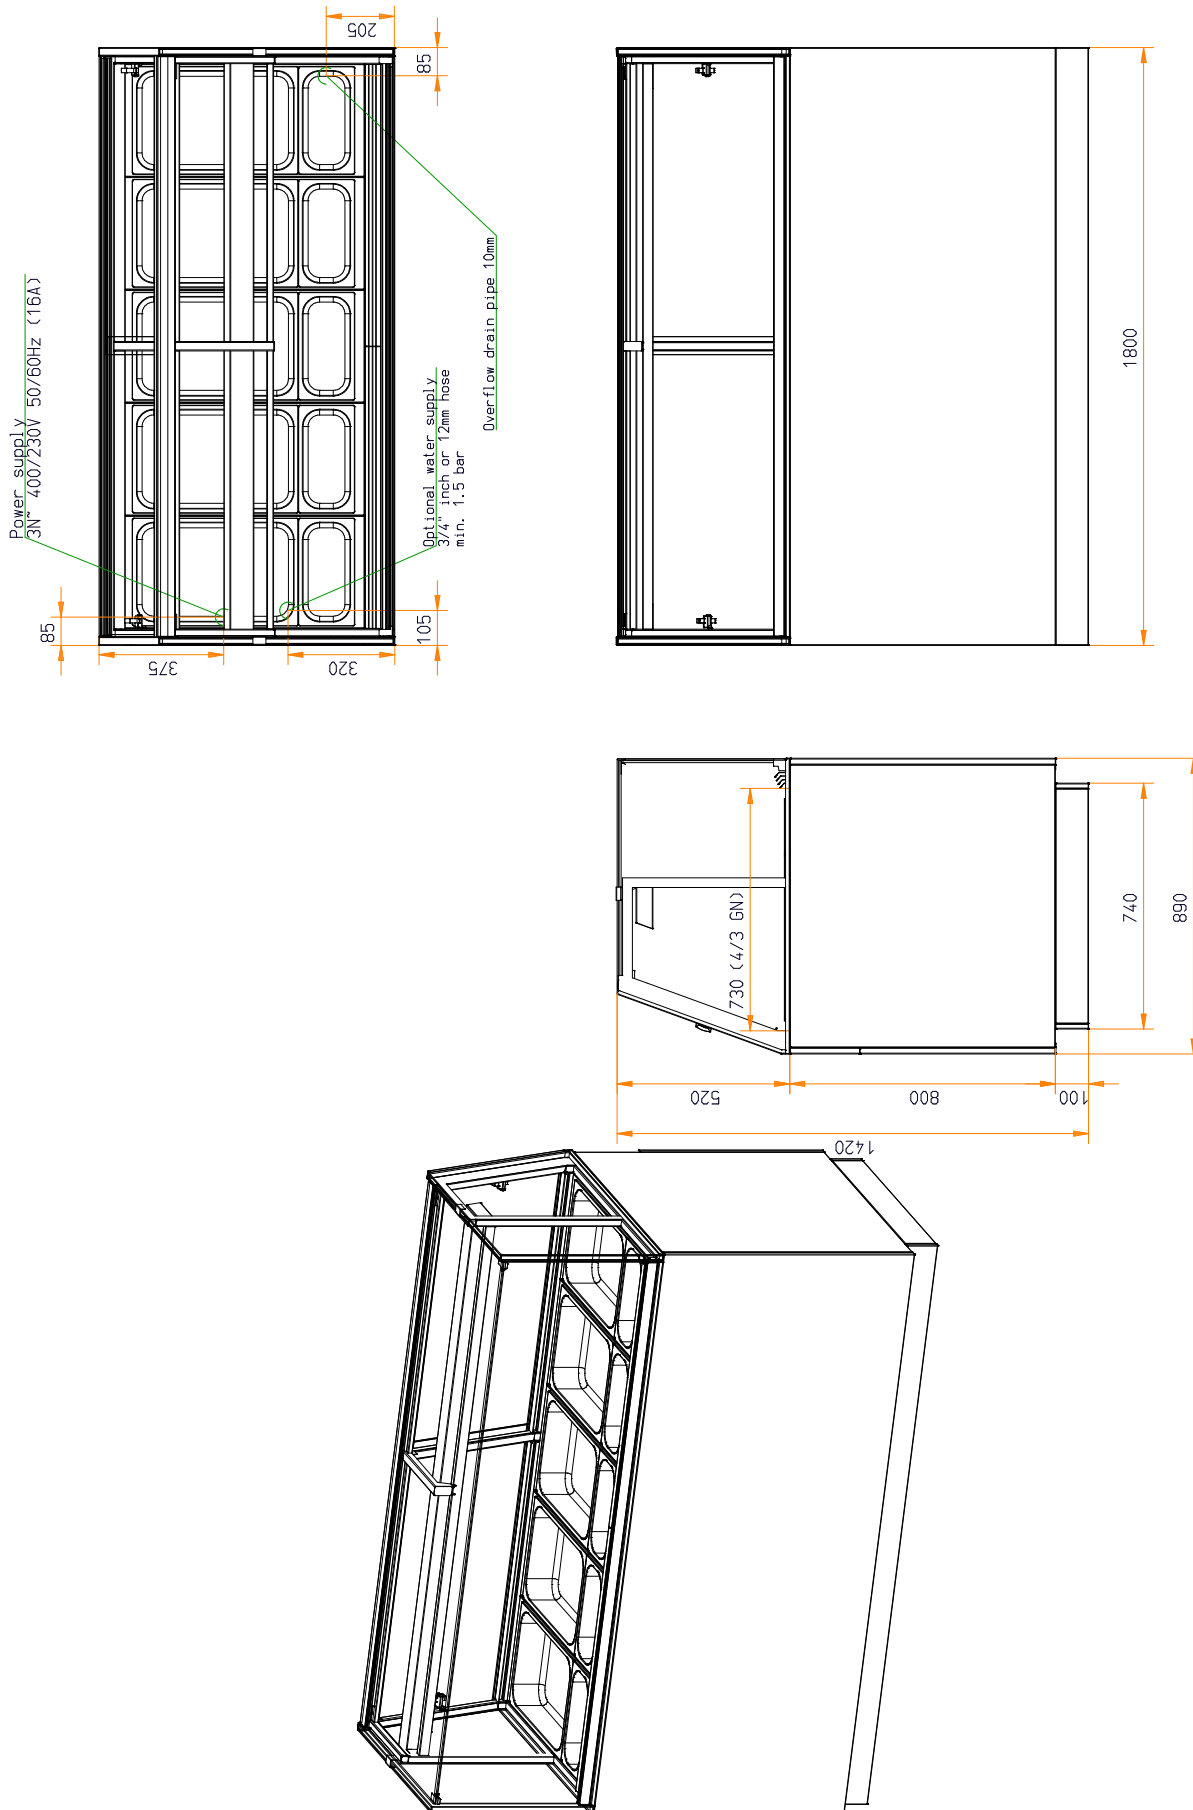 205
85
Power supply
3N~ 400/230V 50/60Hz (16A)
Overflow drain pipe 10mm
Optional water supply
3/4" inch or 12mm hose
min. 1.5 bar
85
375
105
320
1800
730 (4/3 GN)
740
890
520
800
100
1420